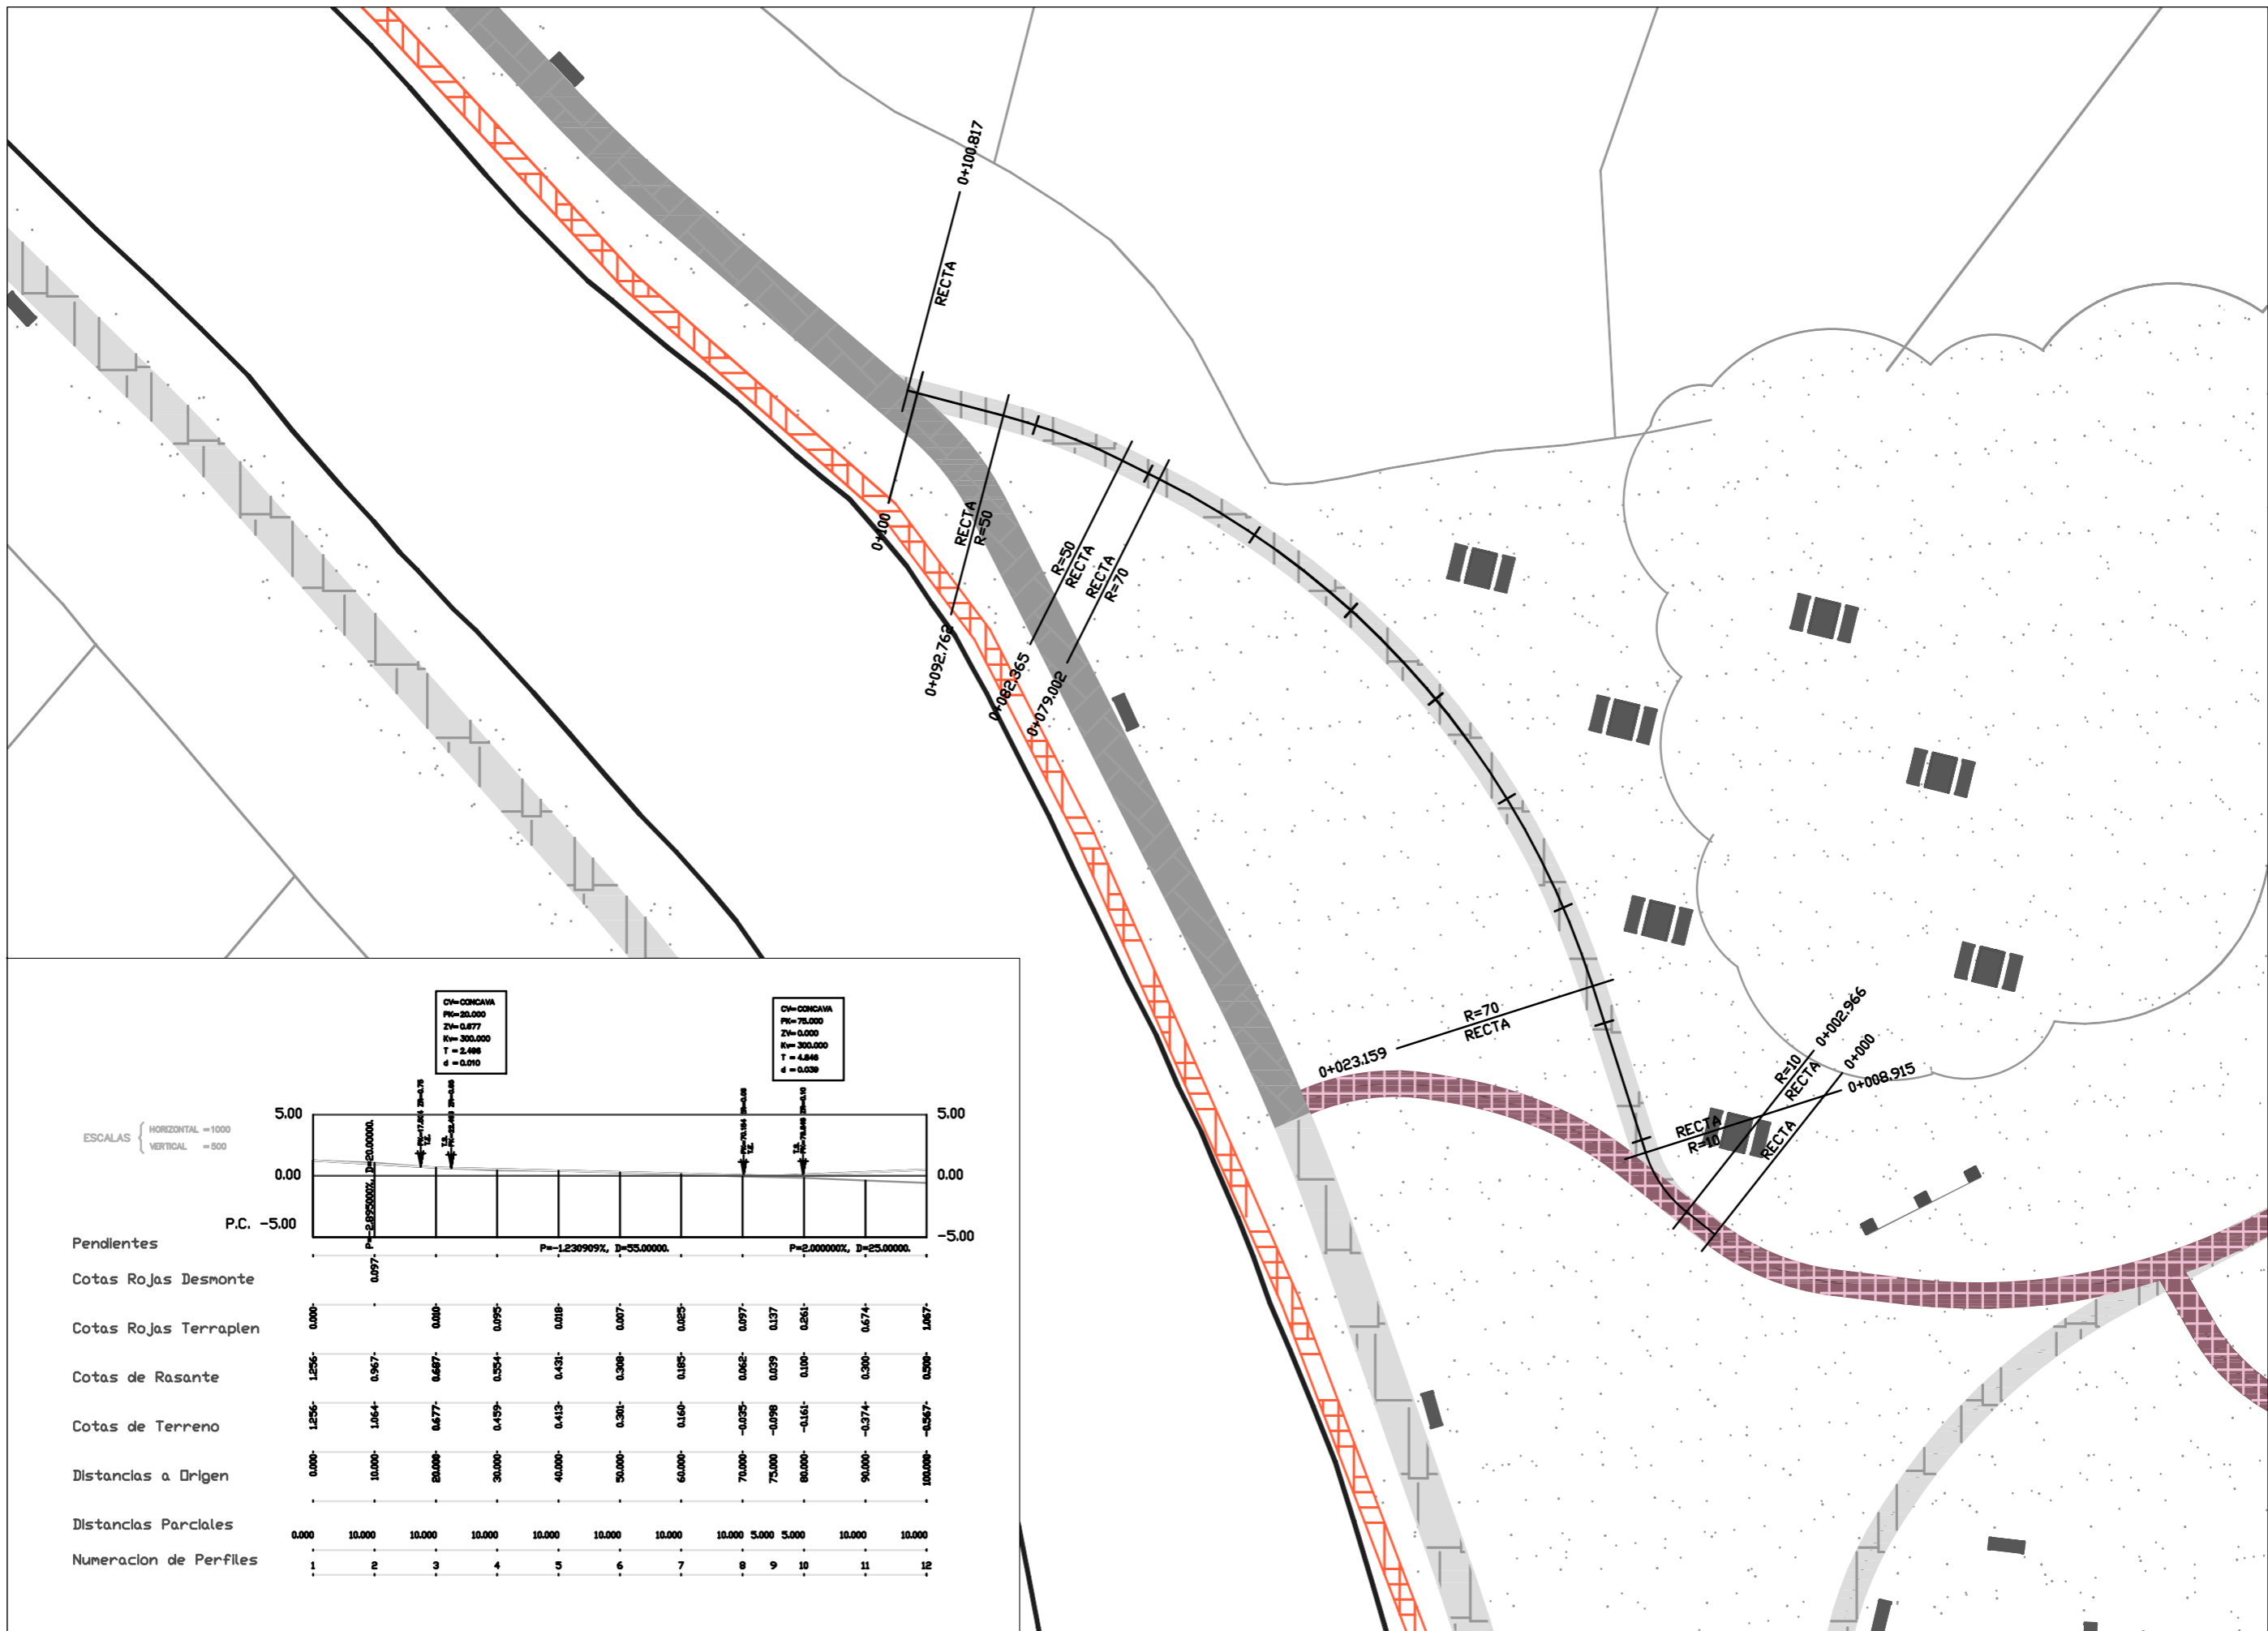 0+100.817
RECTA
0+100
RECTA
R=50
0+092.762
R=50
RECTA
0+082.365
RECTA
R=70
0+079.002
R=70
RECTA
0+023.159
0+002.966
R=10
RECTA
0+000
RECTA
0+008.915
RECTA
R=10
CV=CONCAVA
PK=20.000
ZV=0.677
Kv=300.000
T = 2.496
d = 0.010
CV=CONCAVA
PK=75.000
ZV=0.000
Kv=300.000
T = 4.846
d = 0.039
T.E.
T.S.
T.E.
T.S.
ESCALAS
HORIZONTAL =1000
VERTICAL =500
5.00
0.00
P.C. -5.00
5.00
0.00
-5.00
P=-2.895000%, D=20.00000.
P=-1.230909%, D=55.00000.
P=2.000000%, D=25.00000.
Pendientes
Cotas Rojas Desmonte
0.097
Cotas Rojas Terraplen
0.000 0.010 0.095 0.018 0.007 0.025 0.097 0.137 0.261 0.674 1.067
Cotas de Rasante
1.256 0.967 0.687 0.554 0.431 0.308 0.185 0.062 0.039 0.100 0.300 0.500
Cotas de Terreno
1.256 1.064 0.677 0.459 0.413 0.301 0.160 -0.035 -0.098 -0.161 -0.374 -0.567
Distancias a Origen
0.000 10.000 20.000 30.000 40.000 50.000 60.000 70.000 75.000 80.000 90.000 100.000
Distancias Parciales
0.000 10.000 10.000 10.000 10.000 10.000 10.000 10.000 5.000 5.000 10.000 10.000
Numeracion de Perfiles
1 2 3 4 5 6 7 8 9 10 11 12